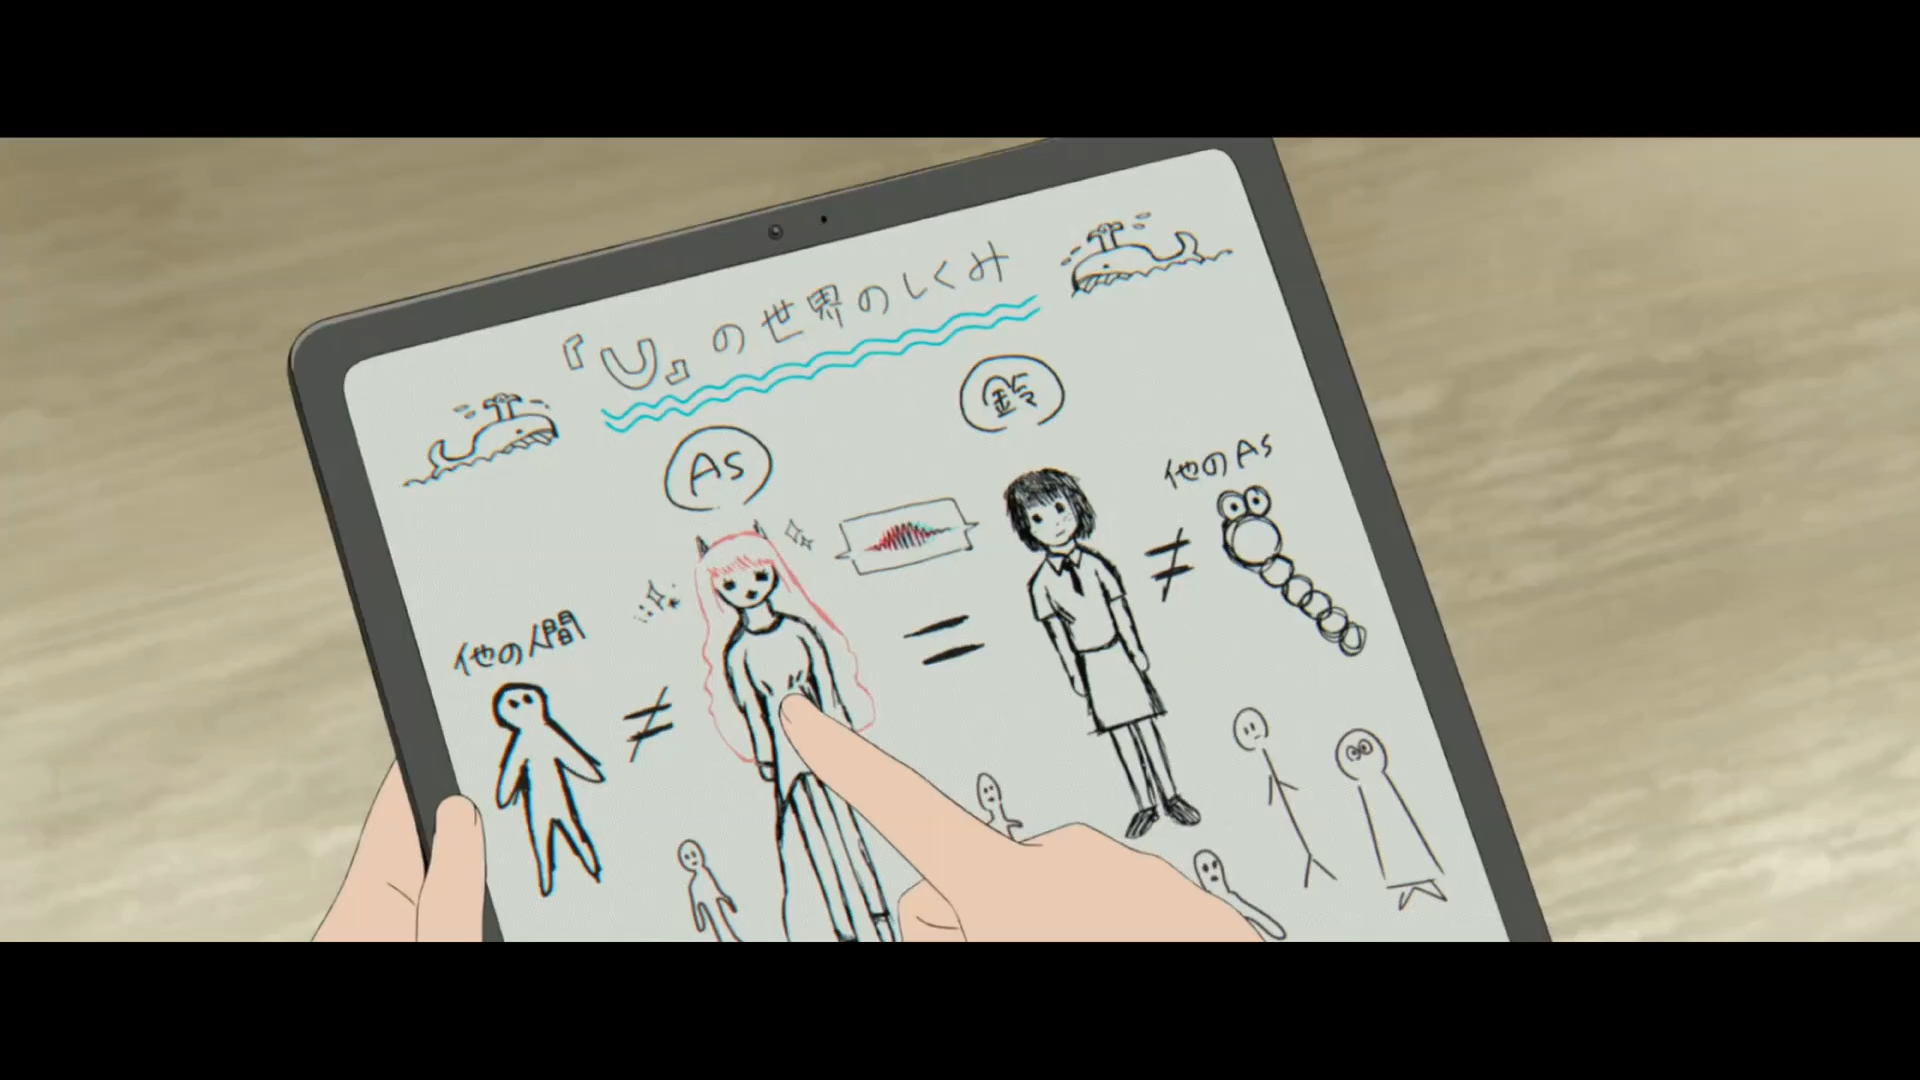 『U』の世界のしくみ
鈴
As
他のAs
他の人間
≠
=
≠